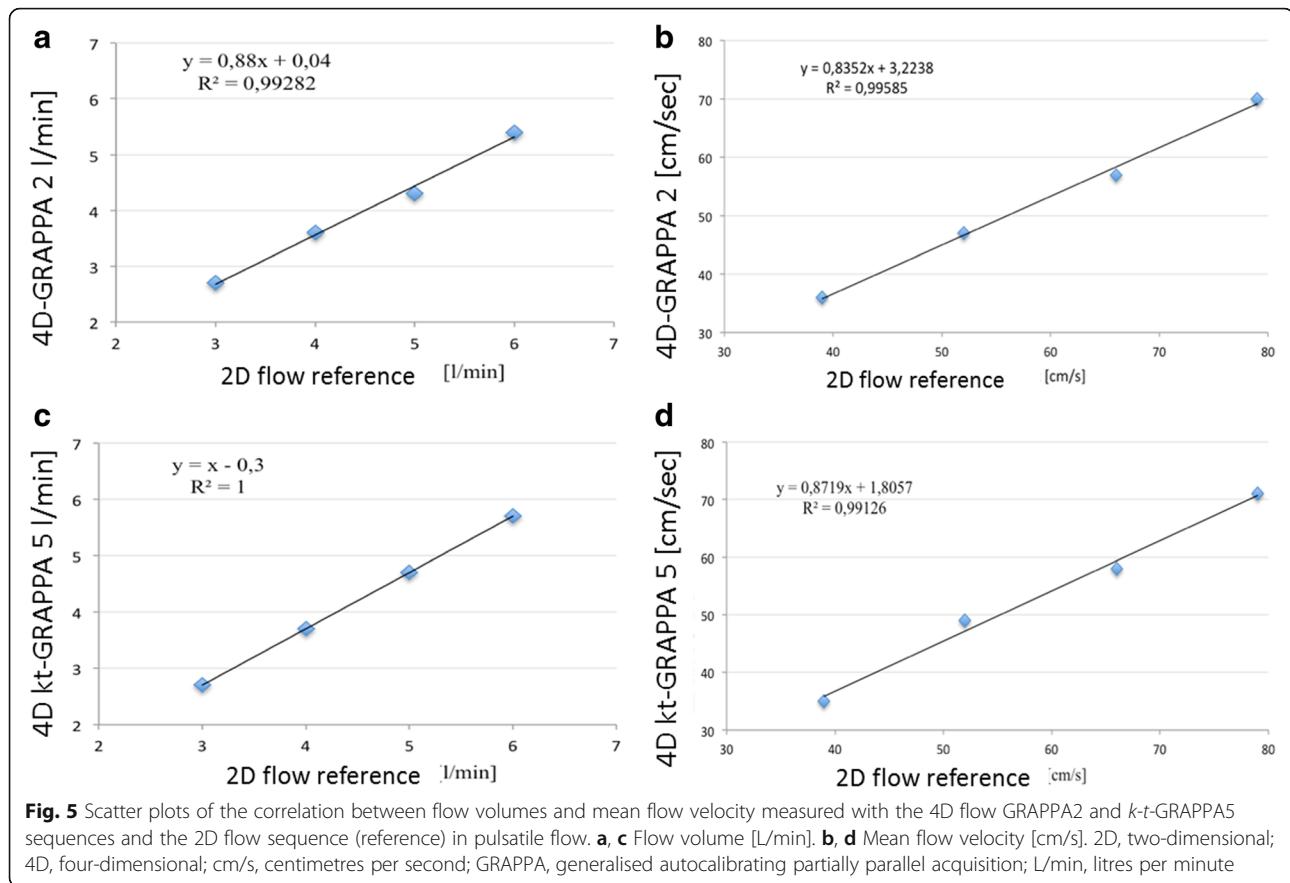 a
7
6
5
4
3
2
y = 0,88x + 0,04
R² = 0,99282
4D-GRAPPA 2 l/min]
2 3 4 5 6 7
2D flow reference [l/min]
b
80
70
60
50
40
30
y = 0,8352x + 3,2238
R² = 0,99585
4D-GRAPPA 2 [cm/sec]
30 40 50 60 70 80
2D flow reference [cm/s]
c
7
6
5
4
3
2
y = x - 0,3
R² = 1
4D kt-GRAPPA 5 l/min]
2 3 4 5 6 7
2D flow reference l/min]
d
80
70
60
50
40
30
y = 0,8719x + 1,8057
R² = 0,99126
4D kt-GRAPPA 5 [cm/sec]
30 40 50 60 70 80
2D flow reference [cm/s]
Fig. 5 Scatter plots of the correlation between flow volumes and mean flow velocity measured with the 4D flow GRAPPA2 and k-t-GRAPPA5
sequences and the 2D flow sequence (reference) in pulsatile flow. a, c Flow volume [L/min]. b, d Mean flow velocity [cm/s]. 2D, two-dimensional;
4D, four-dimensional; cm/s, centimetres per second; GRAPPA, generalised autocalibrating partially parallel acquisition; L/min, litres per minute